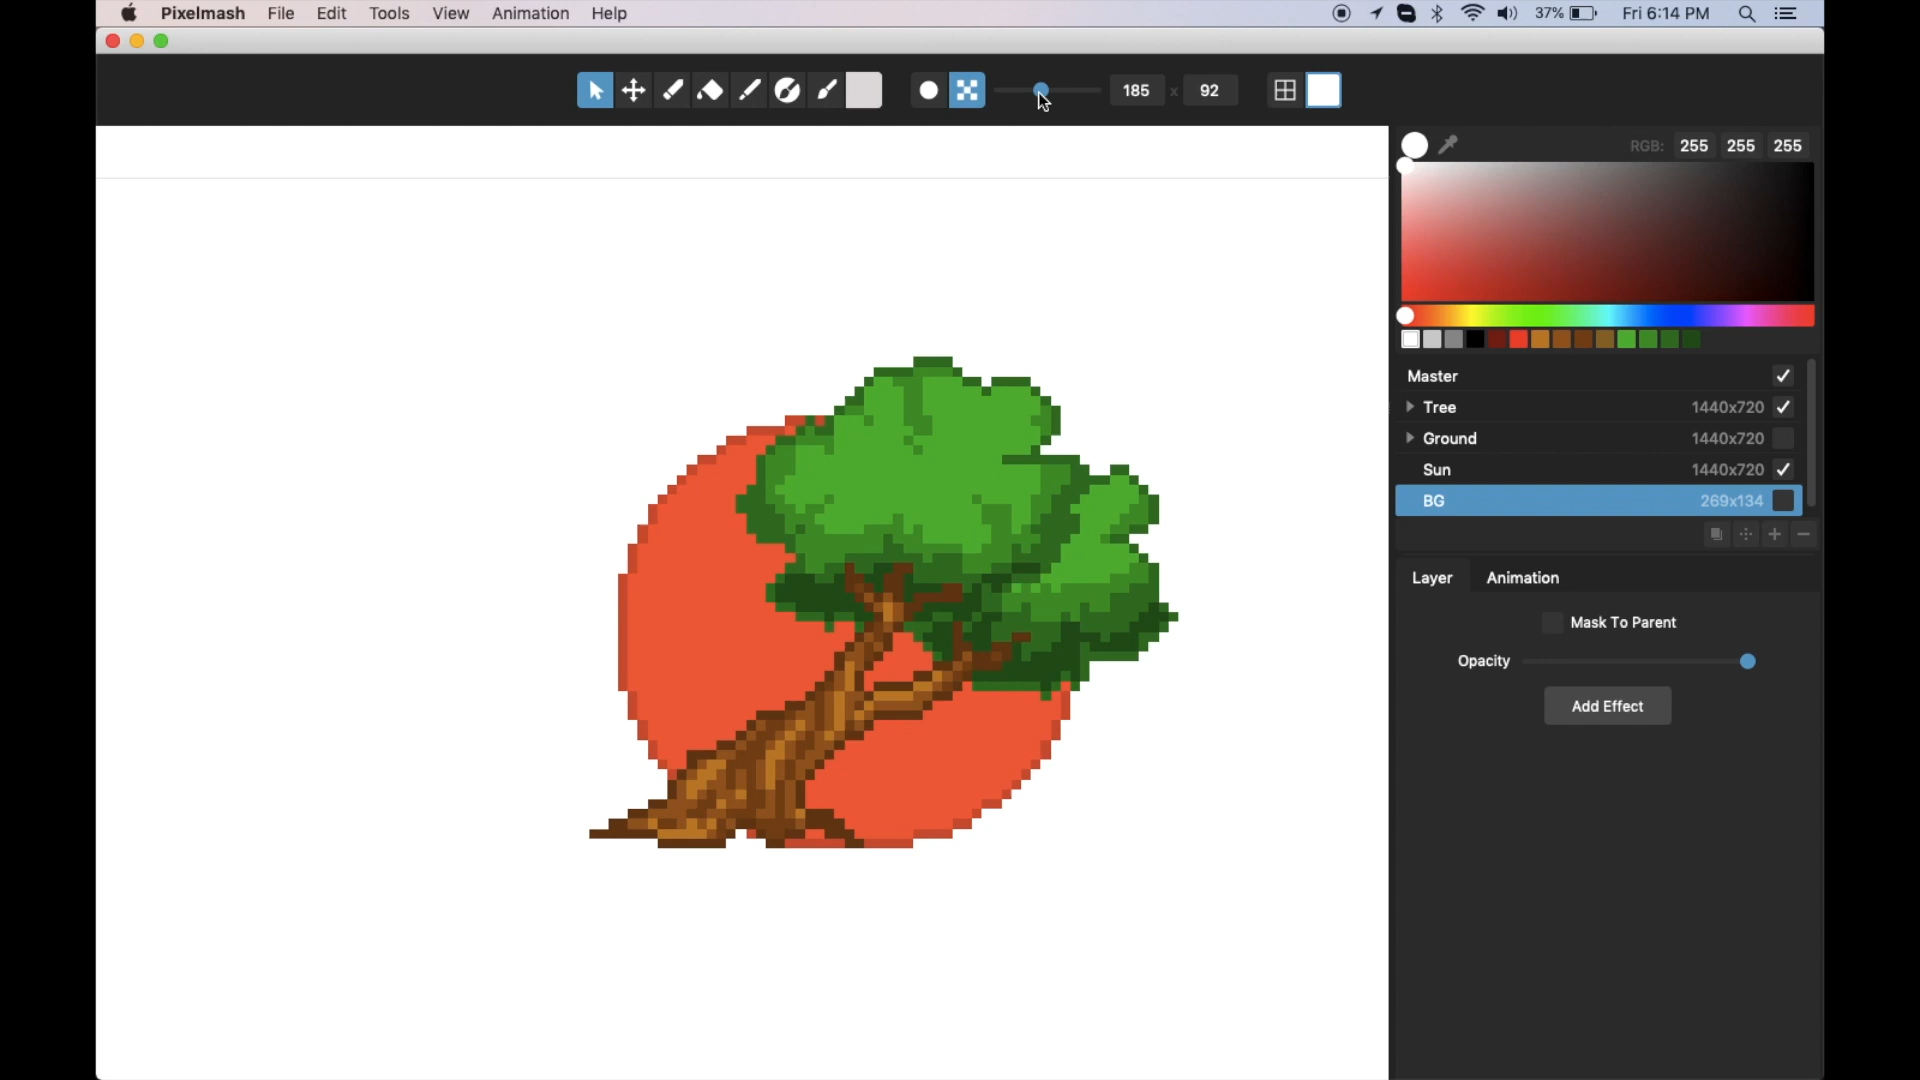 Pixelmash File Edit Tools View Animation Help 37% Fri 6:14 PM
185 x 92
RGB: 255 255 255
Master
Tree 1440x720
Ground 1440x720
Sun 1440x720
BG 269x134
Layer Animation
Mask To Parent
Opacity
Add Effect